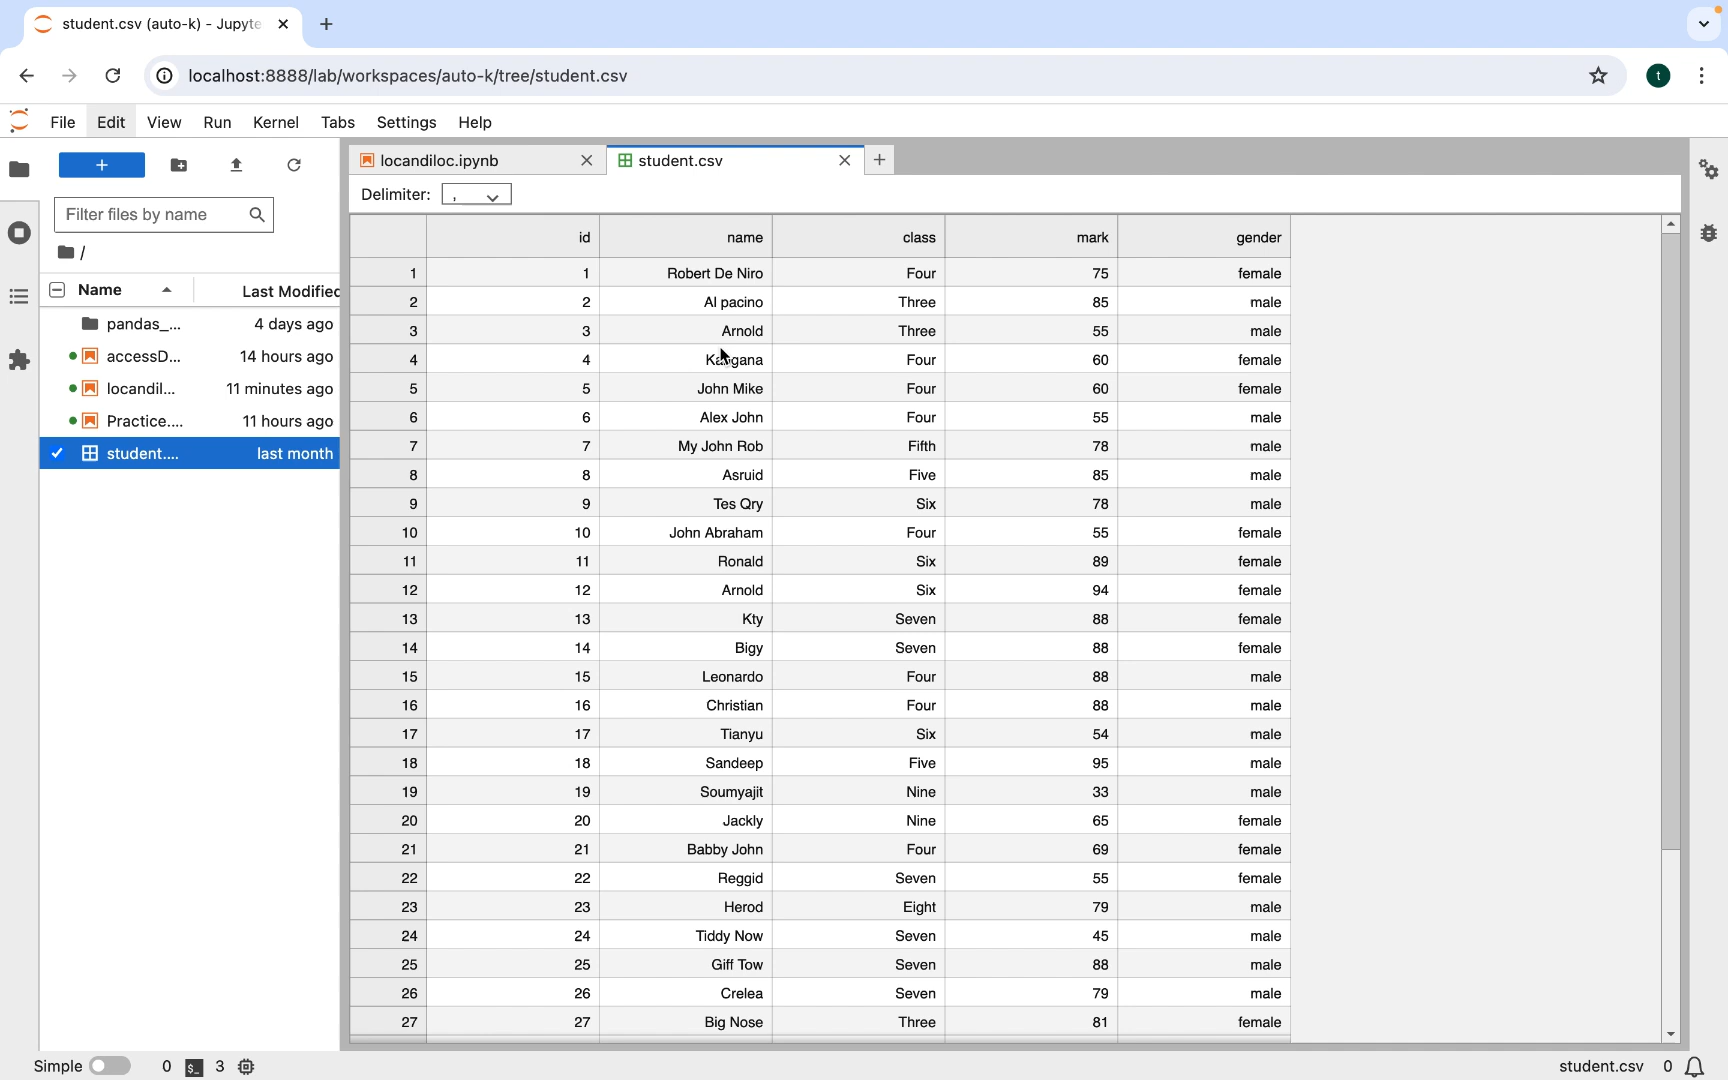 student.csv (auto-k) - Jupyte
localhost:8888/lab/workspaces/auto-k/tree/student.csv
t
File Edit View Run Kernel Tabs Settings Help
locandiloc.ipynb student.csv
Delimiter: ,
Filter files by name
/
Name Last Modified
pandas_... 4 days ago
accessD... 14 hours ago
locandil... 11 minutes ago
Practice.... 11 hours ago
student.... last month
id name class mark gender
1 1 Robert De Niro Four 75 female
2 2 Al pacino Three 85 male
3 3 Arnold Three 55 male
4 4 Kangana Four 60 female
5 5 John Mike Four 60 female
6 6 Alex John Four 55 male
7 7 My John Rob Fifth 78 male
8 8 Asruid Five 85 male
9 9 Tes Qry Six 78 male
10 10 John Abraham Four 55 female
11 11 Ronald Six 89 female
12 12 Arnold Six 94 female
13 13 Kty Seven 88 female
14 14 Bigy Seven 88 female
15 15 Leonardo Four 88 male
16 16 Christian Four 88 male
17 17 Tianyu Six 54 male
18 18 Sandeep Five 95 male
19 19 Soumyajit Nine 33 male
20 20 Jackly Nine 65 female
21 21 Babby John Four 69 female
22 22 Reggid Seven 55 female
23 23 Herod Eight 79 male
24 24 Tiddy Now Seven 45 male
25 25 Giff Tow Seven 88 male
26 26 Crelea Seven 79 male
27 27 Big Nose Three 81 female
Simple 0 $_ 3 student.csv 0